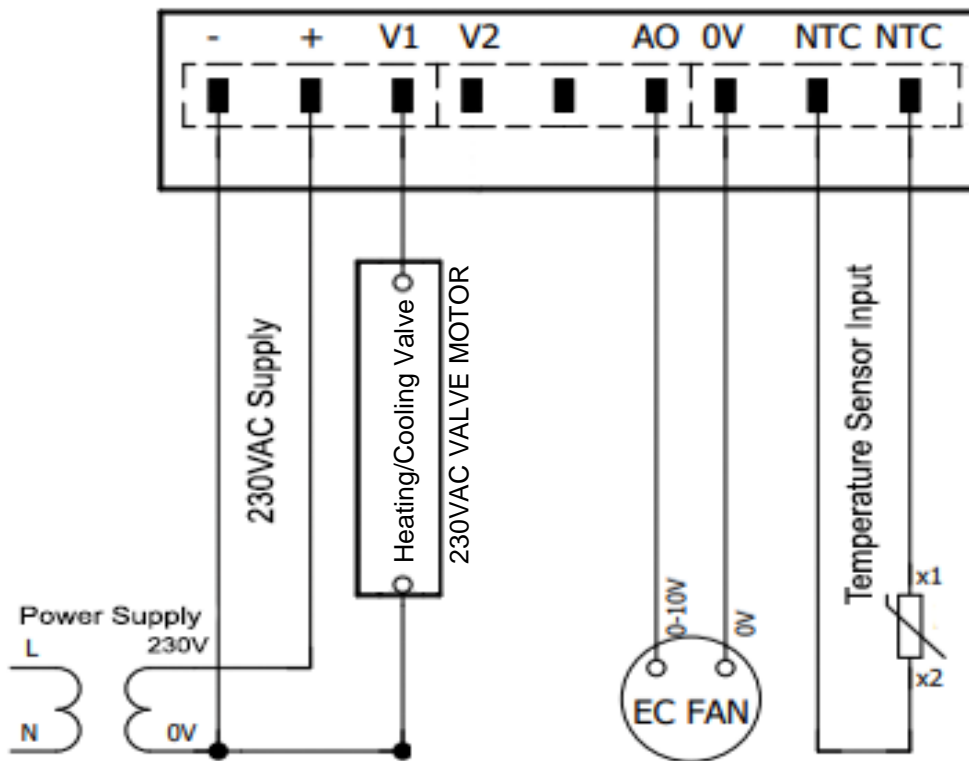 - + V1 V2 AO 0V NTC NTC
230VAC Supply
Heating/Cooling Valve
230VAC VALVE MOTOR
Temperature Sensor Input
Power Supply
L
230V
N
0V
0-10V
0V
EC FAN
x1
x2